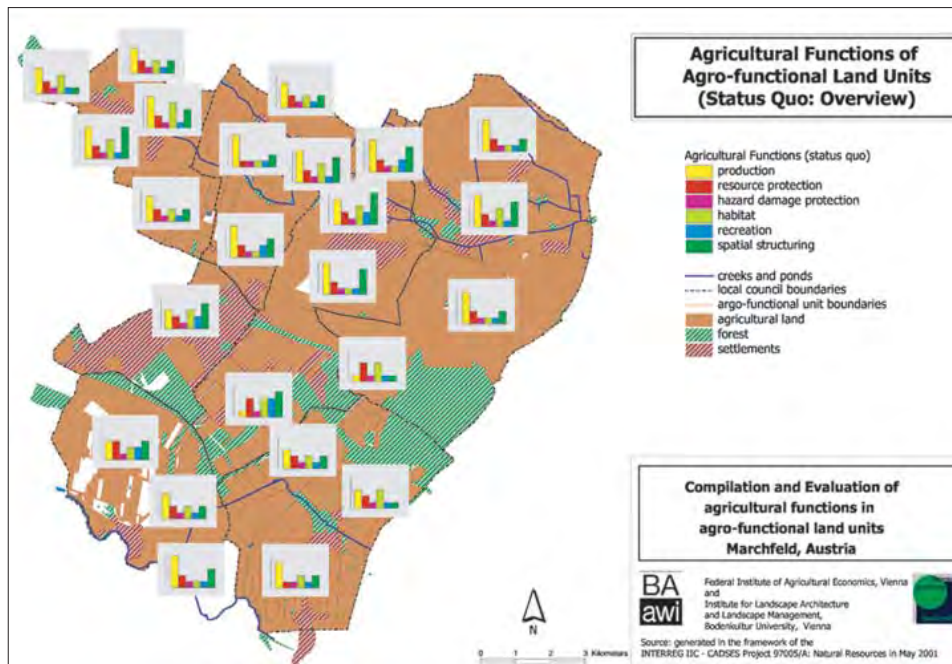 Agricultural Functions of
Agro-functional Land Units
(Status Quo: Overview)
Agricultural Functions (status quo)
production
resource protection
hazard damage protection
habitat
recreation
spatial structuring
creeks and ponds
local council boundaries
argo-functional unit boundaries
agricultural land
forest
settlements
Compilation and Evaluation of
agricultural functions in
agro-functional land units
Marchfeld, Austria
BA
awi
Federal Institute of Agricultural Economics, Vienna
and
Institute for Landscape Architecture
and Landscape Management,
Bodenkultur University, Vienna
Source: generated in the framework of the
INTERREG IIC - CADSES Project 97005/A: Natural Resources in May 2001
N
0 1 2 3 Kilometers